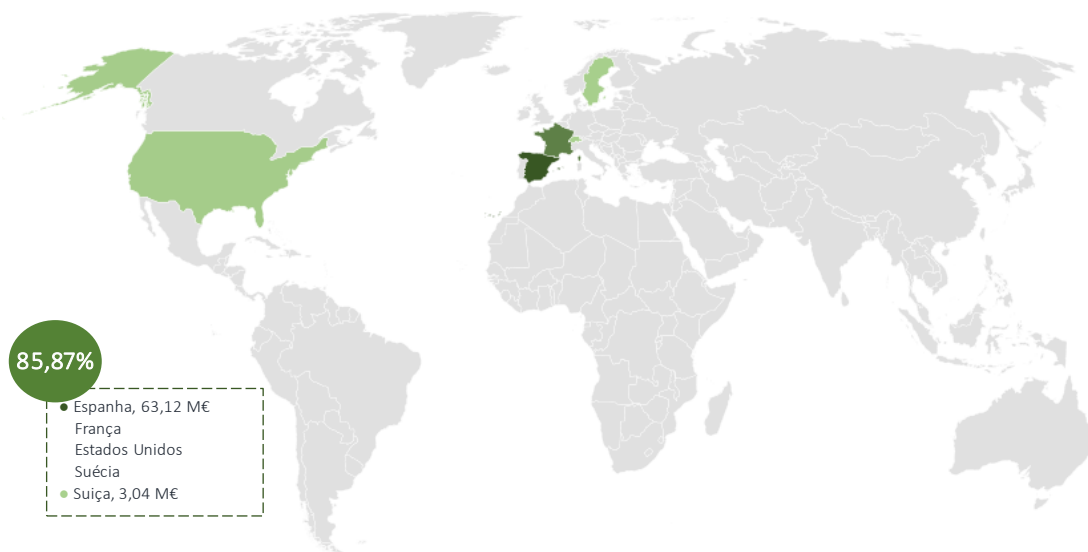 85,87%
Espanha, 63,12 M€
França
Estados Unidos
Suécia
Suiça, 3,04 M€